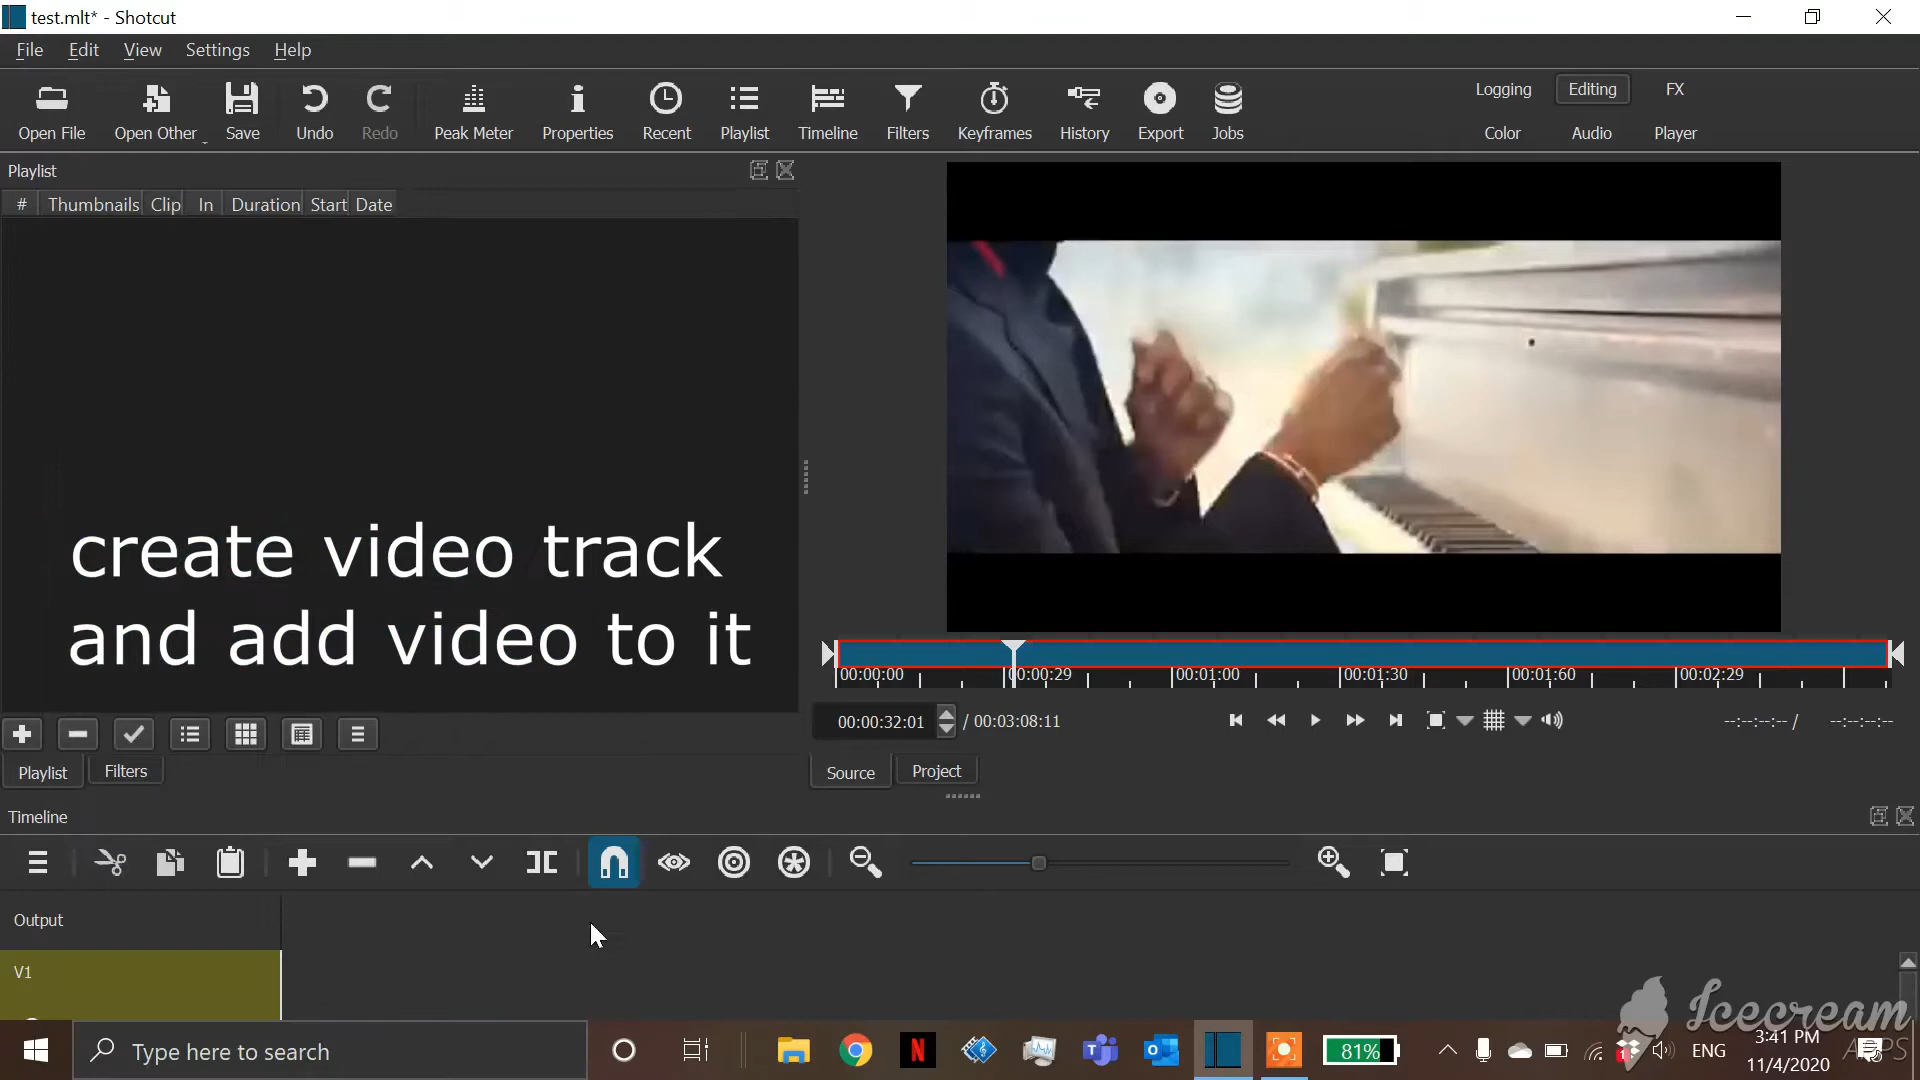 test.mlt* - Shotcut
File Edit View Settings Help
Open File Open Other Save Undo Redo Peak Meter Properties Recent Playlist Timeline Filters Keyframes History Export Jobs
Logging Editing FX
Color Audio Player
Playlist
# Thumbnails Clip In Duration Start Date
create video track
and add video to it
00:00:00 00:00:29 00:01:00 00:01:30 00:01:60 00:02:29
00:00:32:01 / 00:03:08:11 --:--:--:-- / --:--:--:--
Playlist Filters
Source Project
Timeline
Output
V1
Icecream
APPS
Type here to search
81%
ENG
3:41 PM
11/4/2020